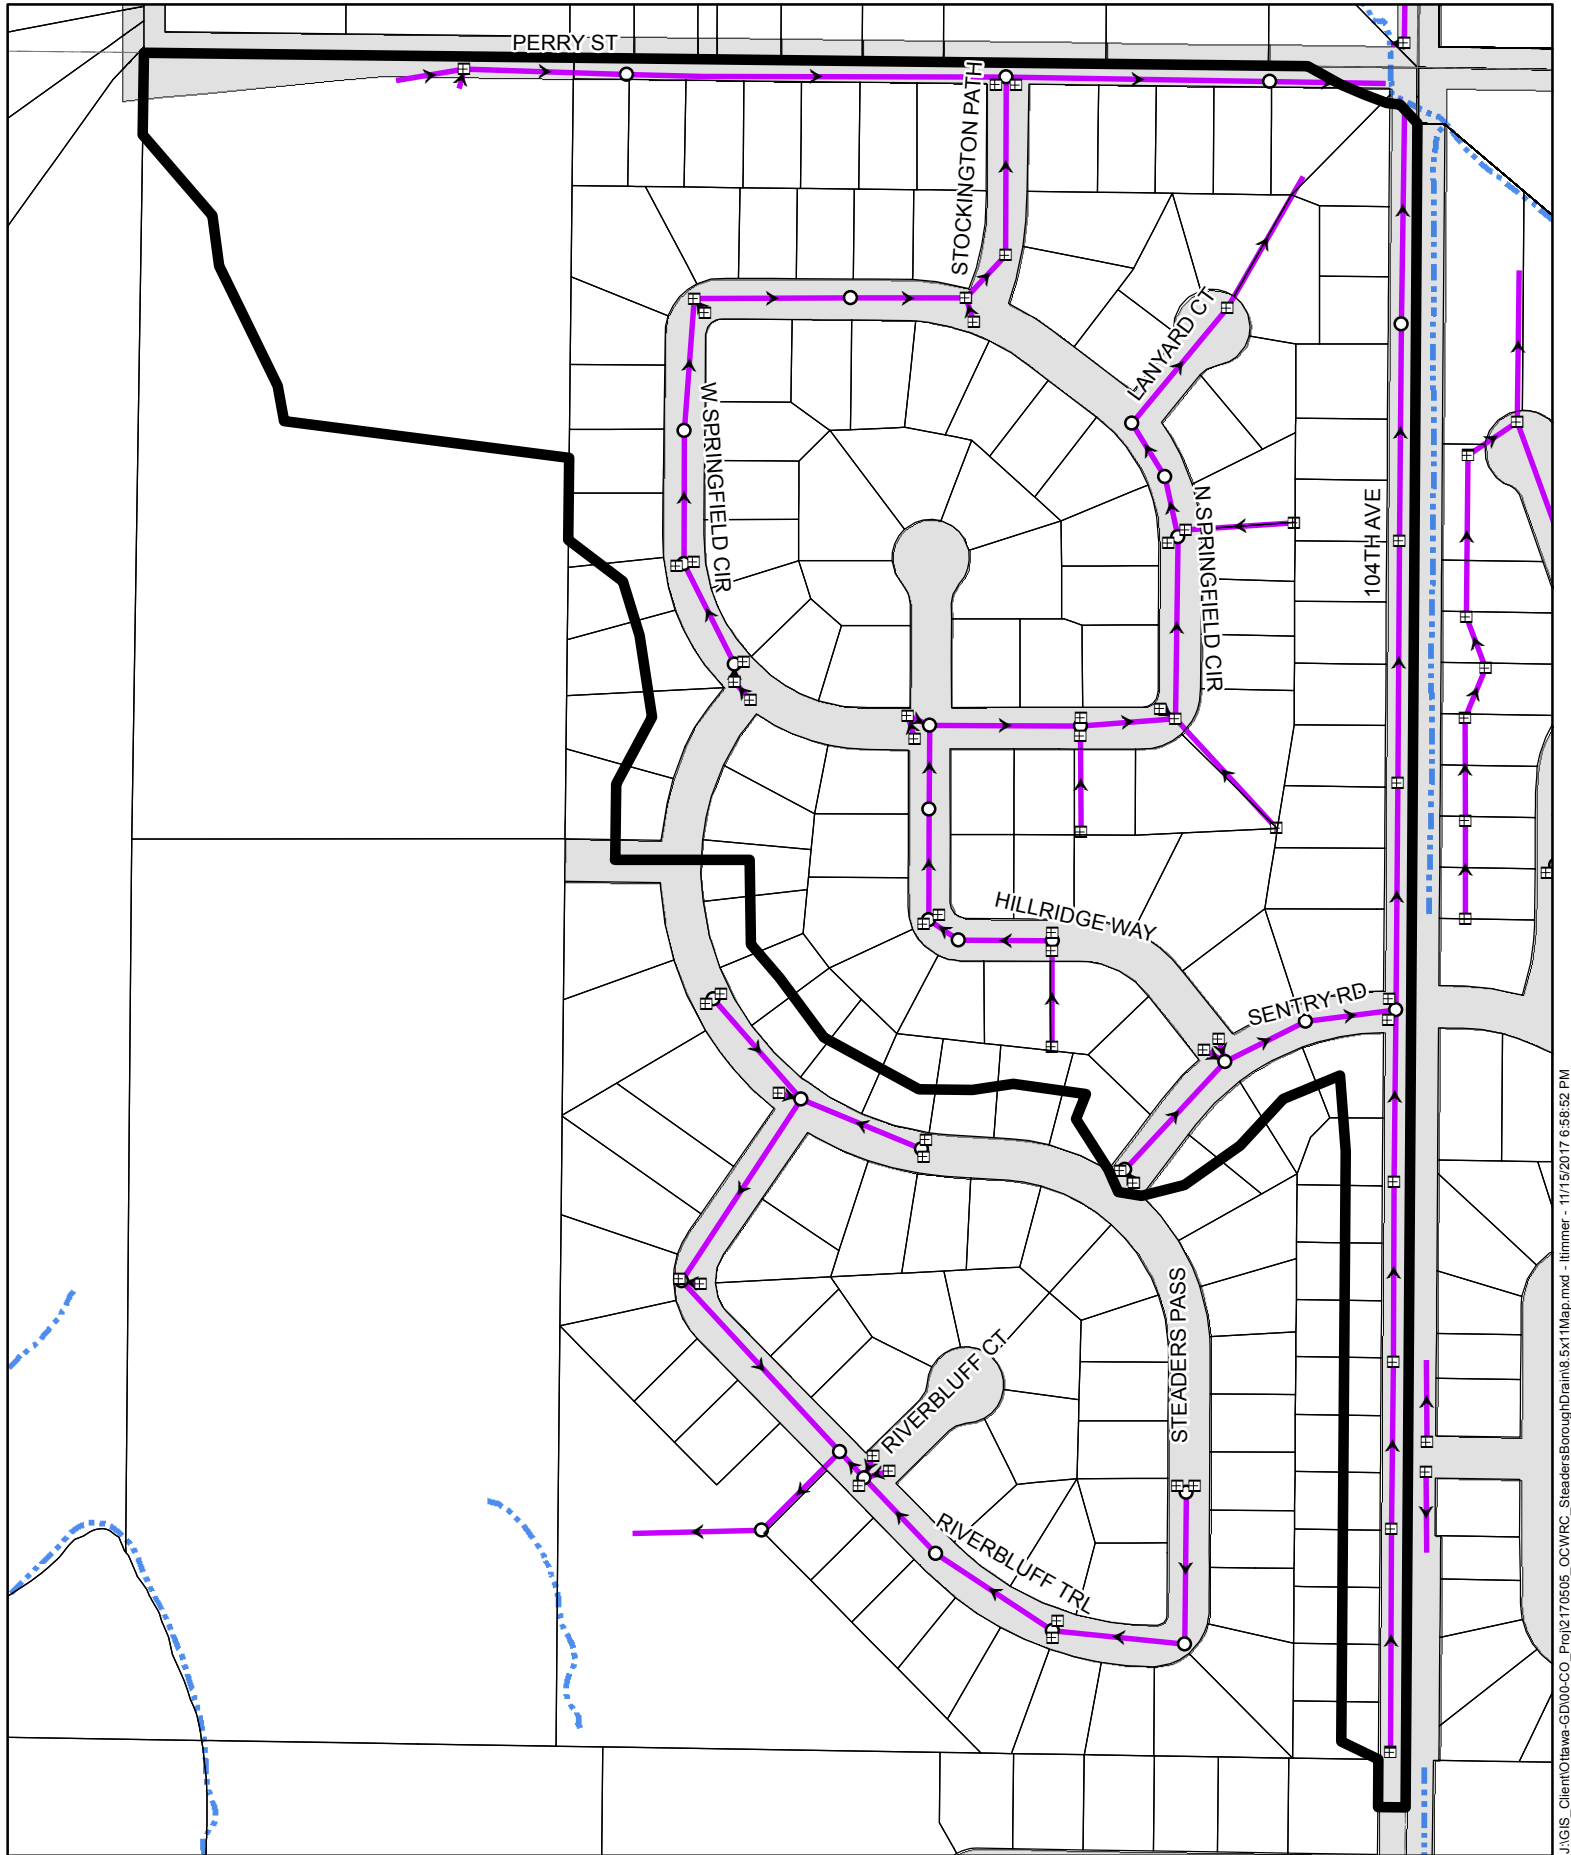 PERRY ST
STOCKINGTON PATH
LANYARD CT
W SPRINGFIELD CIR
N SPRINGFIELD CIR
104TH AVE
HILLRIDGE WAY
SENTRY RD
STEADERS PASS
RIVERBLUFF CT
RIVERBLUFF TRL
J:\GIS_Client\Ottawa-GD\00-CO_Proj\2170505_OCWRC_SteadersBoroughDrain\8.5x11Map.mxd - ltimmer - 11/15/2017 6:58:52 PM